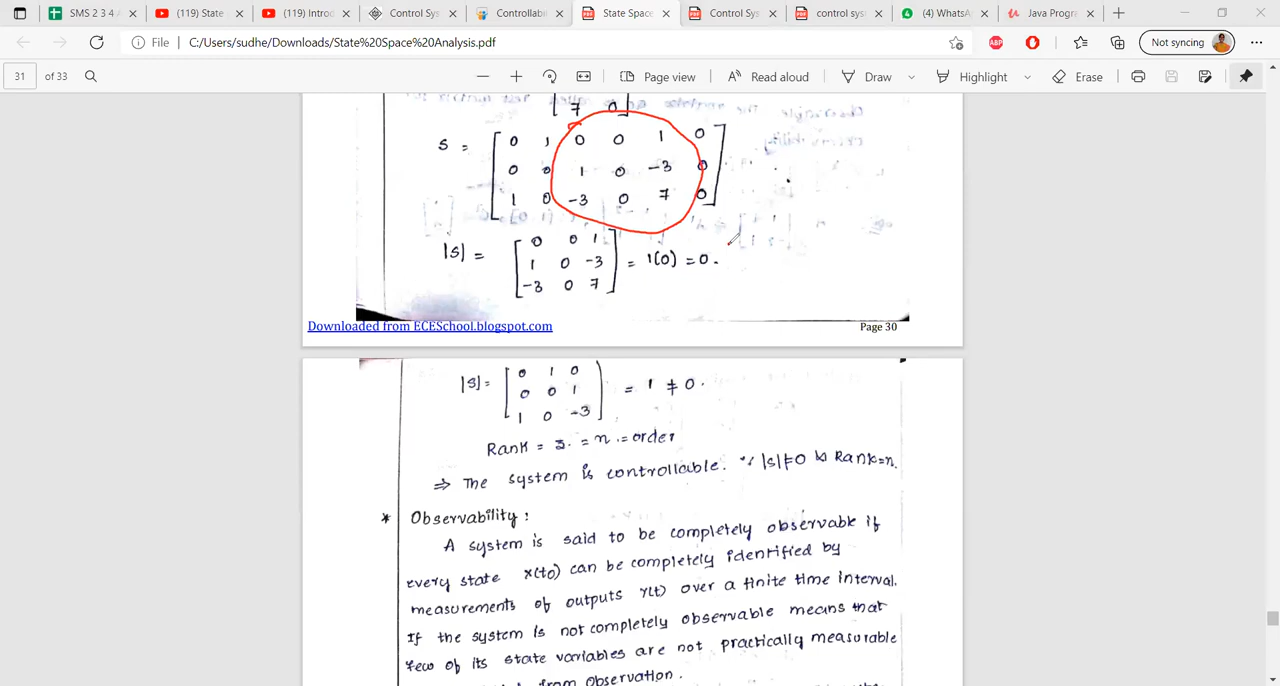 SMS 2 3 4 A
(119) State
(119) Introd
Control Sys
Controllabil
State Space
Control Sys
control sys
(4) WhatsA
Java Progra
File
C:/Users/sudhe/Downloads/State%20Space%20Analysis.pdf
ABP
Not syncing
31 of 33
Page view
Read aloud
Draw
Highlight
Erase
7 0
S = 0 1 0 0 1 0
0 0 1 0 -3 0
1 0 -3 0 7 0
|S| = 0 0 1
1 0 -3 = 1(0) = 0.
-3 0 7
Downloaded from ECESchool.blogspot.com
Page 30
|S| = 0 1 0
0 0 1 = 1 ≠ 0.
1 0 -3
Rank = 3. = n. = order
⇒ The system is controllable. ∵ |S|≠0 & Rank=n.
* Observability:
A system is said to be completely observable if
every state x(t0) can be completely identified by
measurements of outputs Y(t) over a finite time interval.
If the system is not completely observable means that
few of its state variables are not practically measurable
from observation.